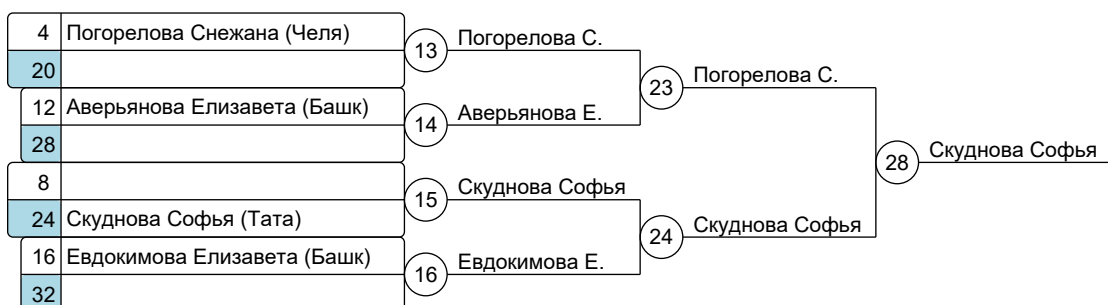 4 Погорелова Снежана (Челя)
20
12 Аверьянова Елизавета (Башк)
28
8
24 Скуднова Софья (Тата)
16 Евдокимова Елизавета (Башк)
32
13 Погорелова С.
14 Аверьянова Е.
15 Скуднова Софья
16 Евдокимова Е.
23 Погорелова С.
24 Скуднова Софья
28 Скуднова Софья